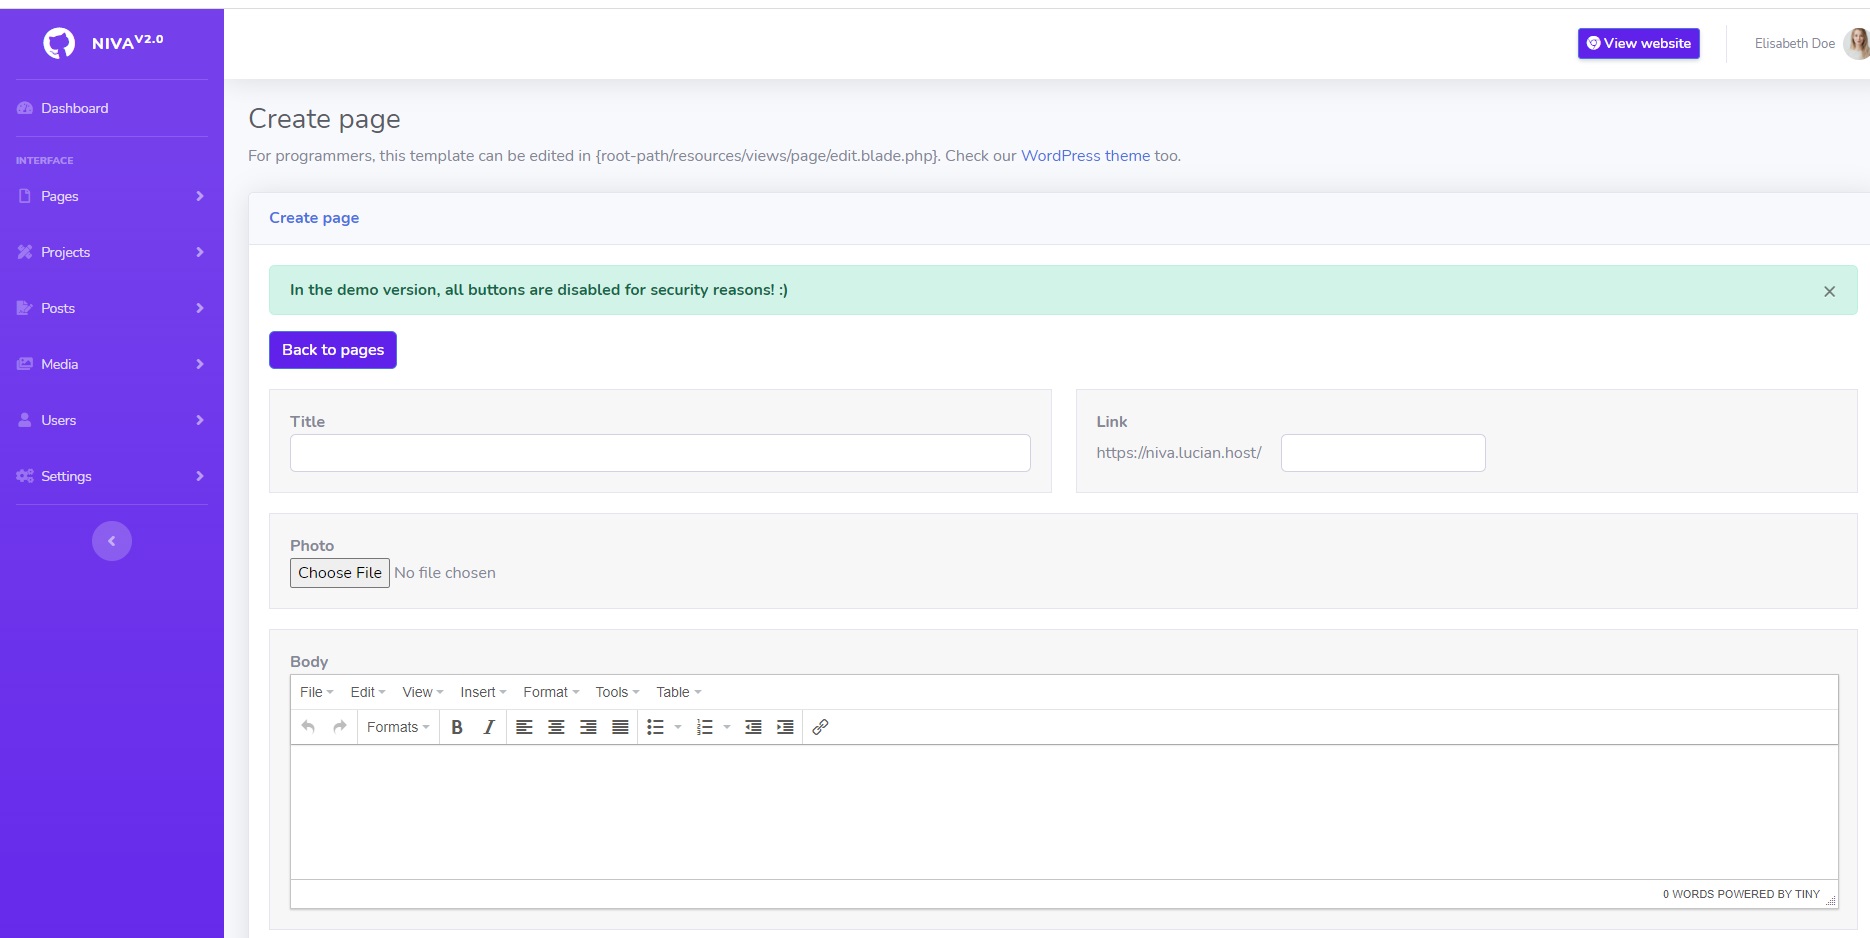 NIVA V2.0
View website
Elisabeth Doe
Dashboard
INTERFACE
Pages
Projects
Posts
Media
Users
Settings
Create page
For programmers, this template can be edited in {root-path/resources/views/page/edit.blade.php}. Check our WordPress theme too.
Create page
In the demo version, all buttons are disabled for security reasons! :)
Back to pages
Title
Link
https://niva.lucian.host/
Photo
Choose File No file chosen
Body
File Edit View Insert Format Tools Table
Formats B I
0 WORDS POWERED BY TINY